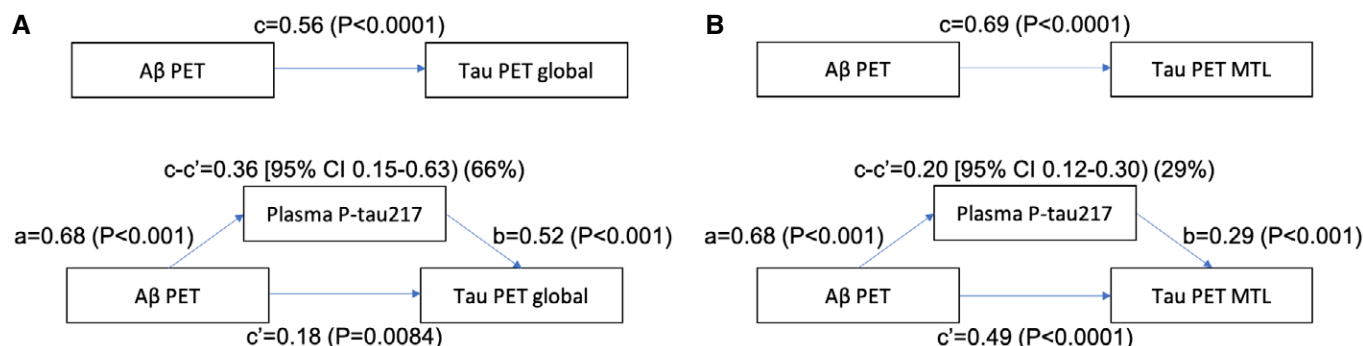 A
c=0.56 (P<0.0001)
Aβ PET
Tau PET global
c-c'=0.36 [95% CI 0.15-0.63) (66%)
Plasma P-tau217
a=0.68 (P<0.001)
b=0.52 (P<0.001)
Aβ PET
Tau PET global
c'=0.18 (P=0.0084)
B
c=0.69 (P<0.0001)
Aβ PET
Tau PET MTL
c-c'=0.20 [95% CI 0.12-0.30) (29%)
Plasma P-tau217
a=0.68 (P<0.001)
b=0.29 (P<0.001)
Aβ PET
Tau PET MTL
c'=0.49 (P<0.0001)